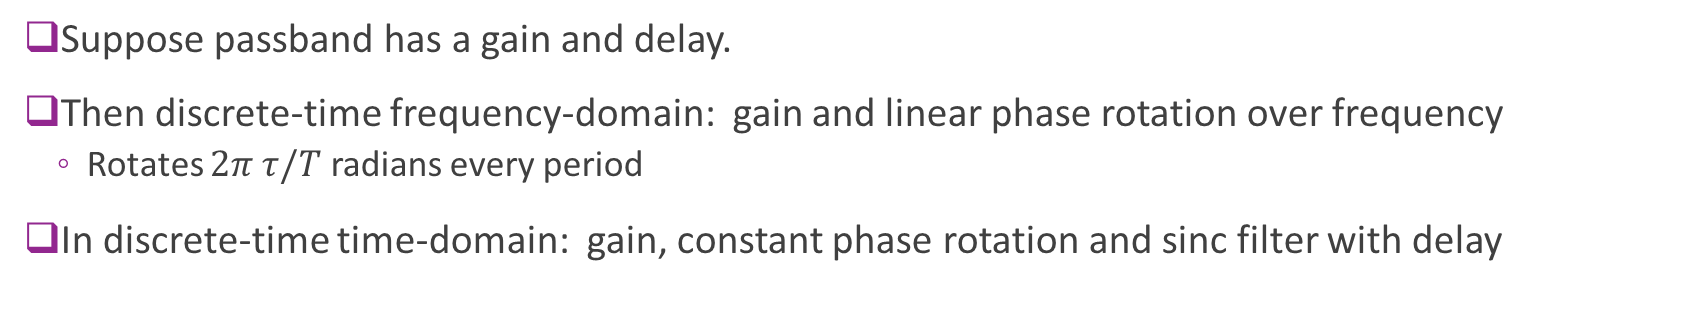 ❑Suppose passband has a gain and delay.
❑Then discrete-time frequency-domain:  gain and linear phase rotation over frequency
◦ Rotates 2𝜋 𝜏/𝑇 radians every period
❑In discrete-time time-domain:  gain, constant phase rotation and sinc filter with delay